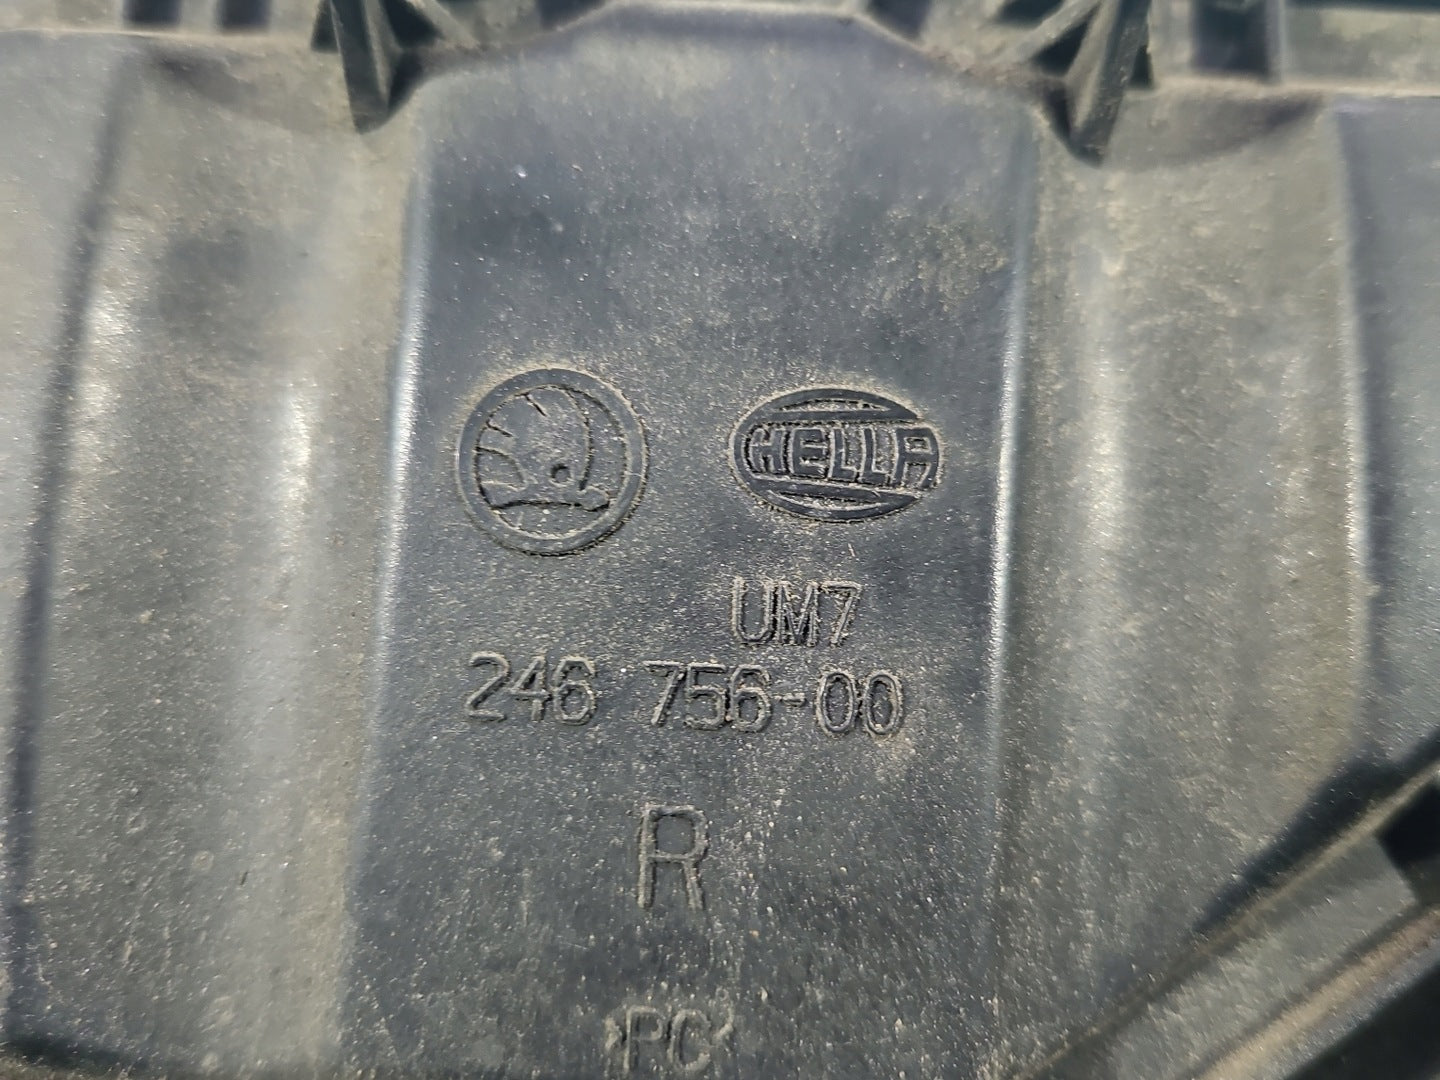 HELLA
UM7
246 756-00
R
>PC<